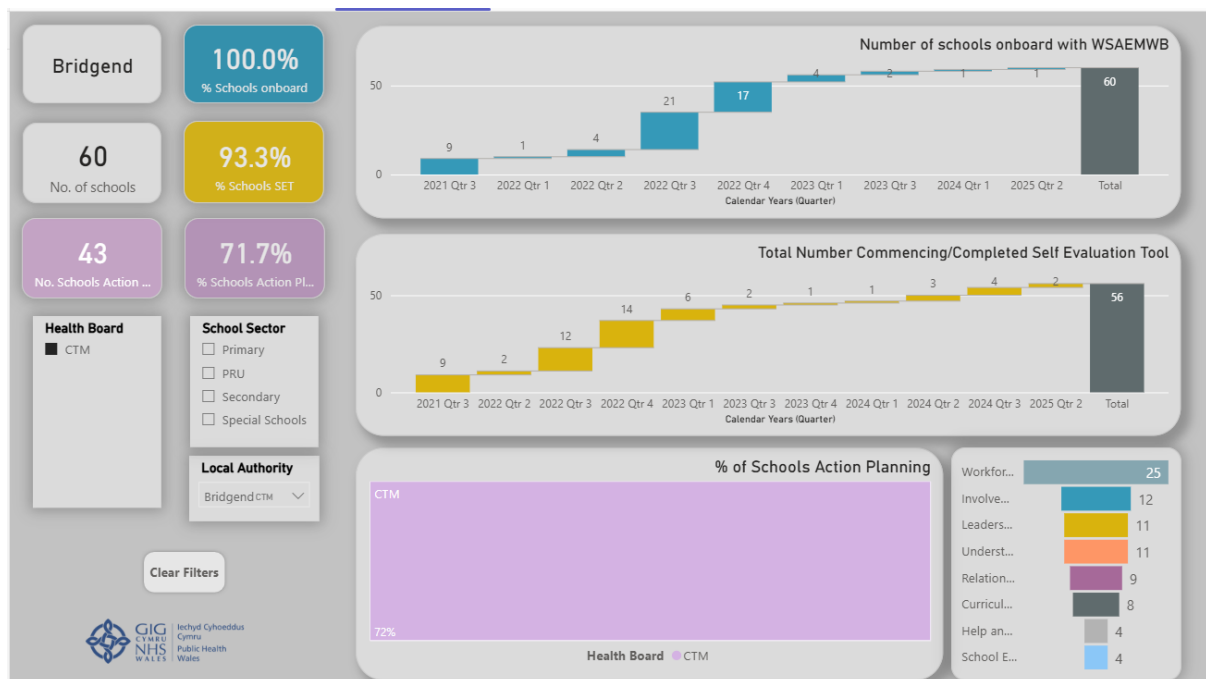 Bridgend
100.0%
% Schools onboard
60
No. of schools
93.3%
% Schools SET
43
No. Schools Action ...
71.7%
% Schools Action Pl...
Health Board
CTM
School Sector
Primary
PRU
Secondary
Special Schools
Local Authority
Bridgend CTM
Clear Filters
GIG
CYMRU
NHS
WALES
Iechyd Cyhoeddus
Cymru
Public Health
Wales
Number of schools onboard with WSAEMWB
50
0
9
1
4
21
17
4
2
1
1
60
2021 Qtr 3 2022 Qtr 1 2022 Qtr 2 2022 Qtr 3 2022 Qtr 4 2023 Qtr 1 2023 Qtr 3 2024 Qtr 1 2025 Qtr 2 Total
Calendar Years (Quarter)
Total Number Commencing/Completed Self Evaluation Tool
50
0
9
2
12
14
6
2
1
1
3
4
2
56
2021 Qtr 3 2022 Qtr 2 2022 Qtr 3 2022 Qtr 4 2023 Qtr 1 2023 Qtr 3 2023 Qtr 4 2024 Qtr 1 2024 Qtr 2 2024 Qtr 3 2025 Qtr 2 Total
Calendar Years (Quarter)
% of Schools Action Planning
CTM
72%
Health Board CTM
Workfor... 25
Involve... 12
Leaders... 11
Underst... 11
Relation... 9
Curricul... 8
Help an... 4
School E... 4